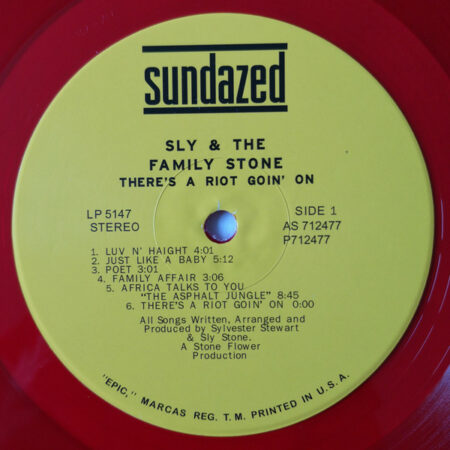 sundazed
SLY & THE
FAMILY STONE
THERE'S A RIOT GOIN' ON
LP 5147
STEREO
SIDE 1
AS 712477
P712477
1. LUV N' HAIGHT 4:01
2. JUST LIKE A BABY 5:12
3. POET 3:01
4. FAMILY AFFAIR 3:06
5. AFRICA TALKS TO YOU
"THE ASPHALT JUNGLE" 8:45
6. THERE'S A RIOT GOIN' ON 0:00
All Songs Written, Arranged and
Produced by Sylvester Stewart
& Sly Stone.
A Stone Flower
Production
"EPIC," MARCAS REG. T.M. PRINTED IN U.S.A.